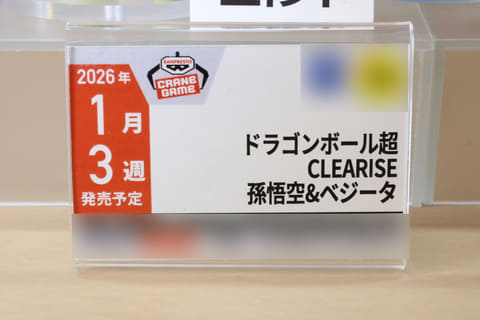 2026年
1月
3週
発売予定
BANPRESTO
CRANE
GAME
ドラゴンボール超
CLEARISE
孫悟空&ベジータ